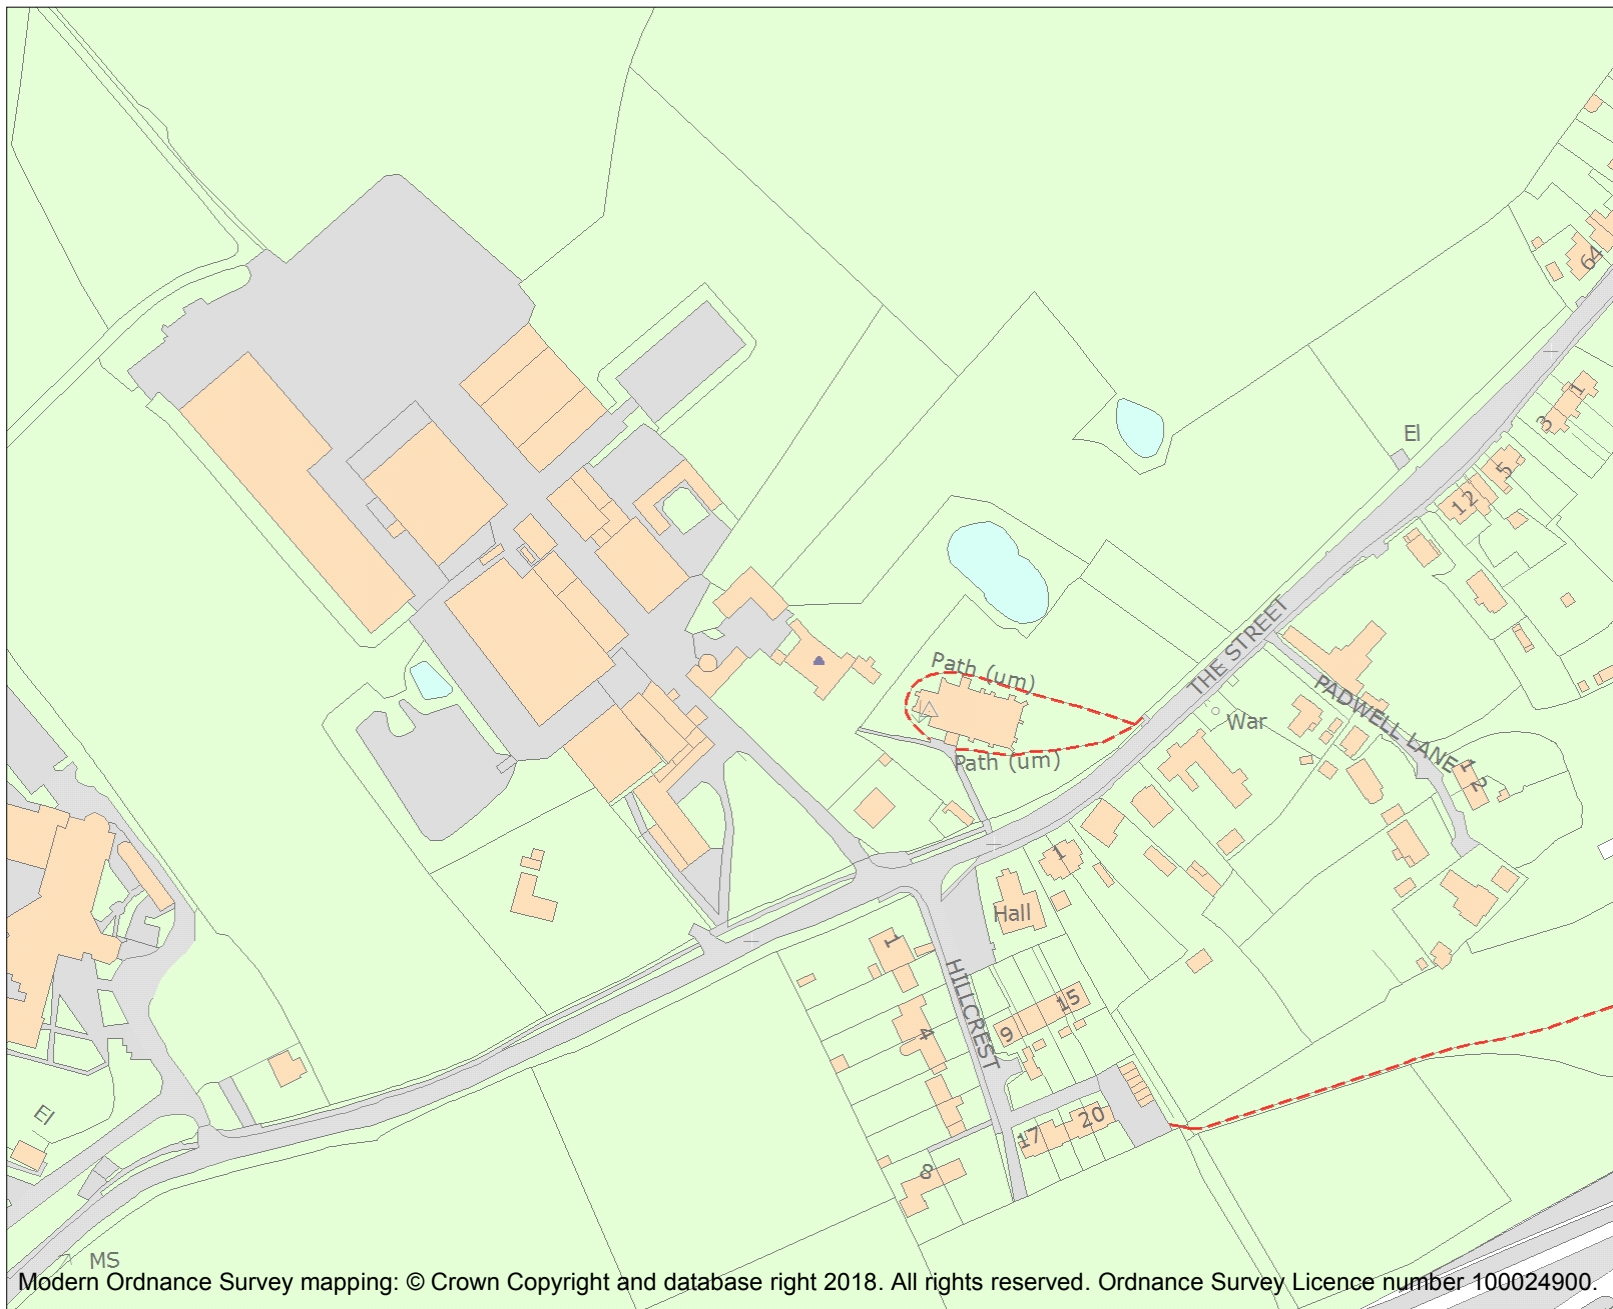 64
El
1
3
5
12
THE STREET
Path (um)
PADWELL LANE
War
Path (um)
1
2
1
Hall
1
HILLCREST
15
9
4
El
20
17
8
MS
Modern Ordnance Survey mapping: © Crown Copyright and database right 2018. All rights reserved. Ordnance Survey Licence number 100024900.